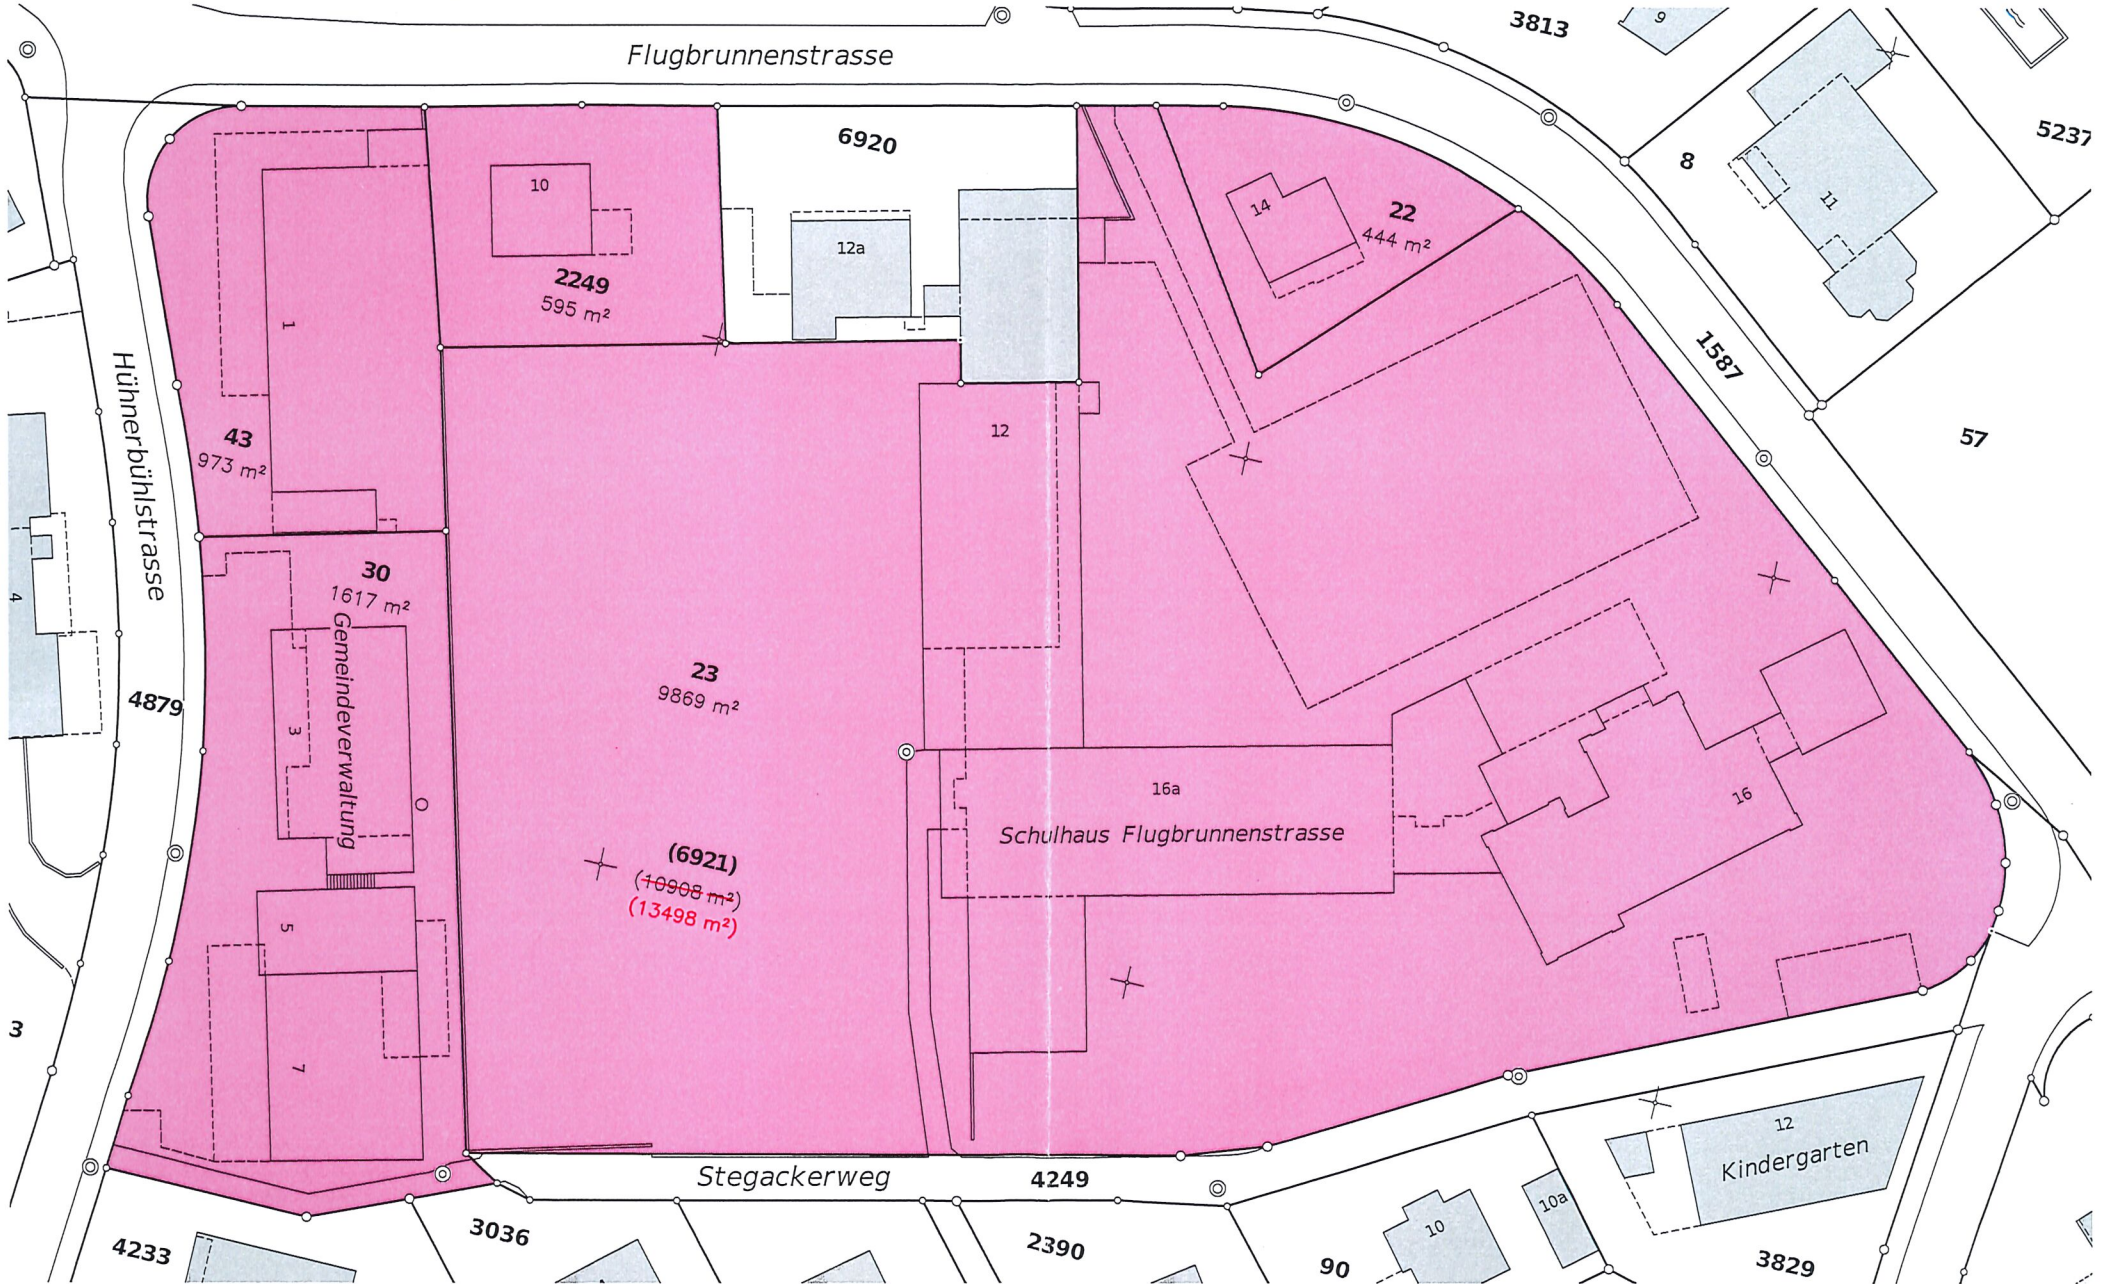 Flugbrunnenstrasse
3813
9
6920
8
5237
11
10
12a
14
22
444 m²
2249
595 m²
1
1587
Hühnerbühlstrasse
43
973 m²
12
57
30
1617 m²
4
Gemeindeverwaltung
23
9869 m²
4879
3
16a
16
Schulhaus Flugbrunnenstrasse
(6921)
(10908 m²)
(13498 m²)
5
3
7
12
Kindergarten
Stegackerweg
4249
10a
10
3036
4233
2390
90
3829